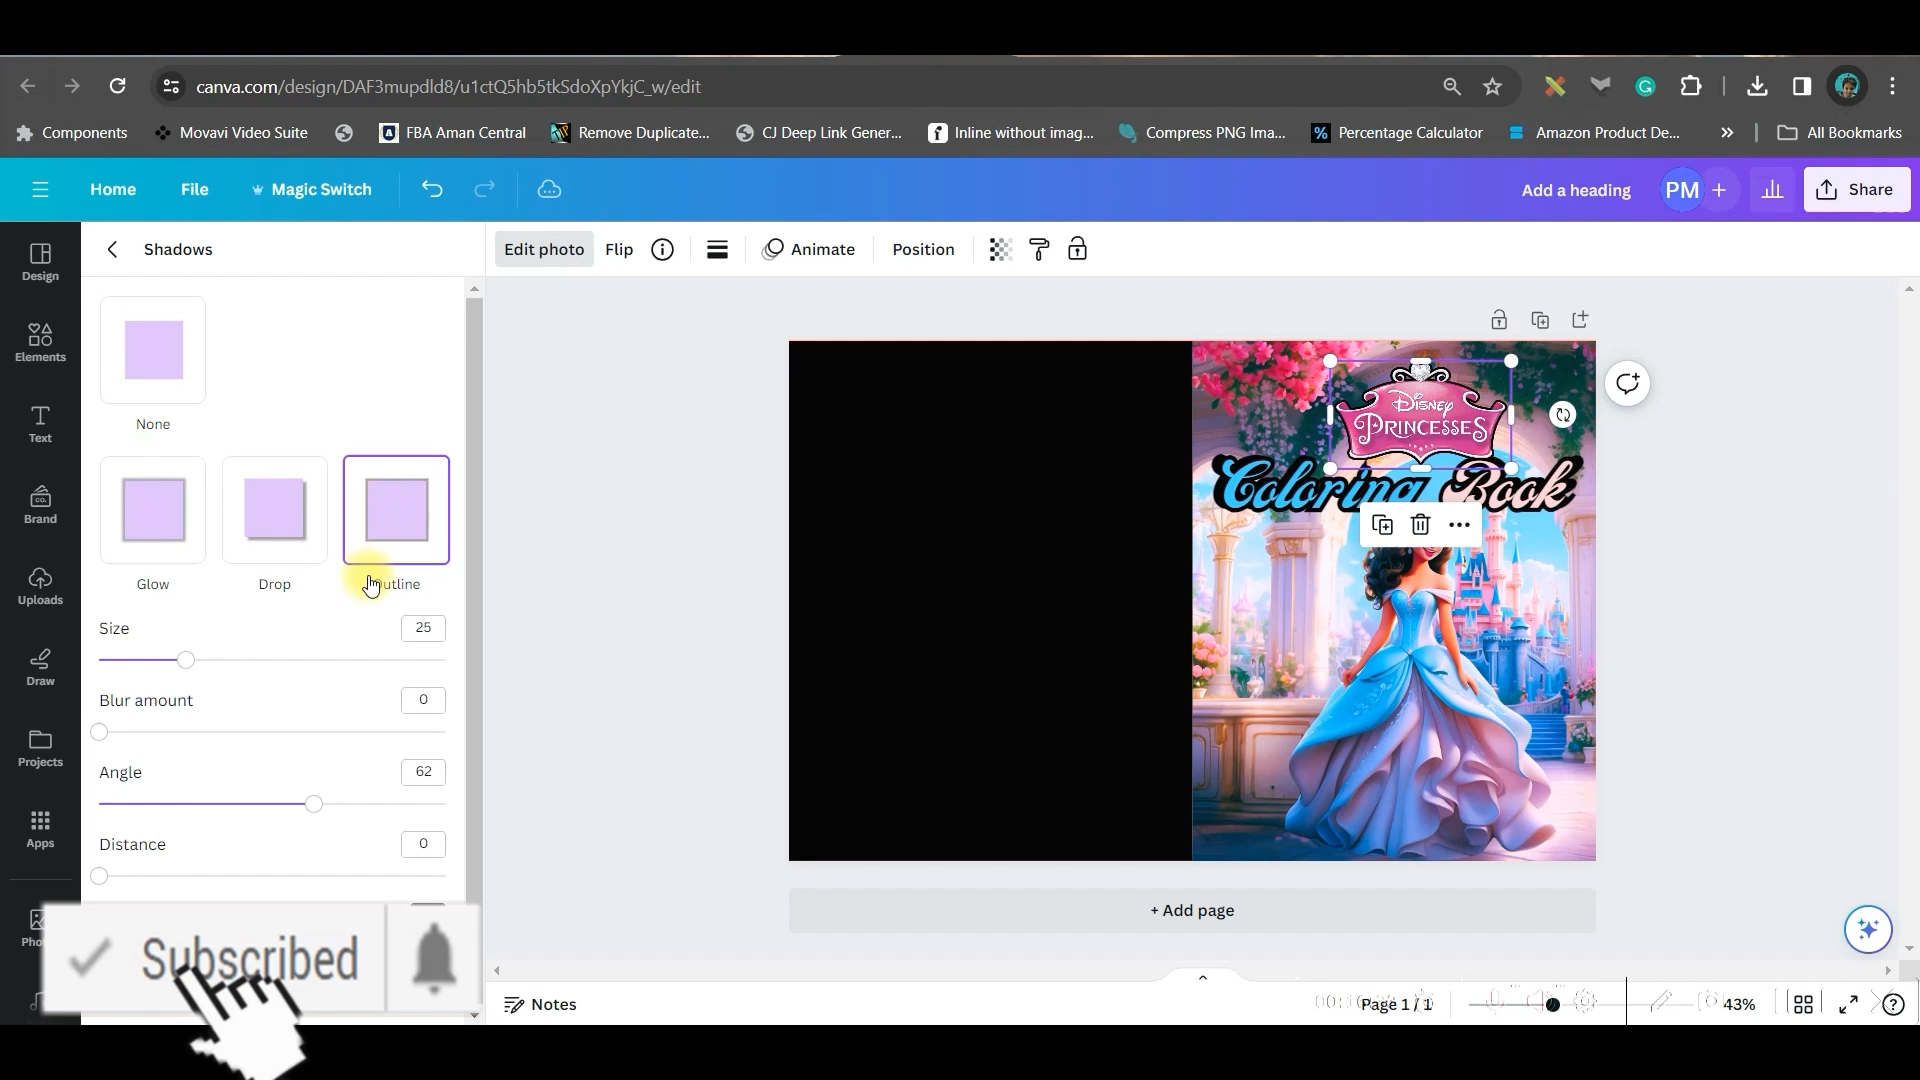 canva.com/design/DAF3mupdld8/u1ctQ5hb5tkSdoXpYkjC_w/edit
Components
Movavi Video Suite
FBA Aman Central
Remove Duplicate...
CJ Deep Link Gener...
Inline without imag...
Compress PNG Ima...
Percentage Calculator
Amazon Product De...
All Bookmarks
Home
File
Magic Switch
Add a heading
PM
Share
Shadows
Edit photo
Flip
Animate
Position
Design
Elements
Text
Brand
Uploads
Draw
Projects
Apps
None
Glow
Drop
utline
Size
25
Blur amount
0
Angle
62
Distance
0
Disney
Princesses
Coloring Book
+ Add page
Subscribed
Notes
Page 1 / 1
43%